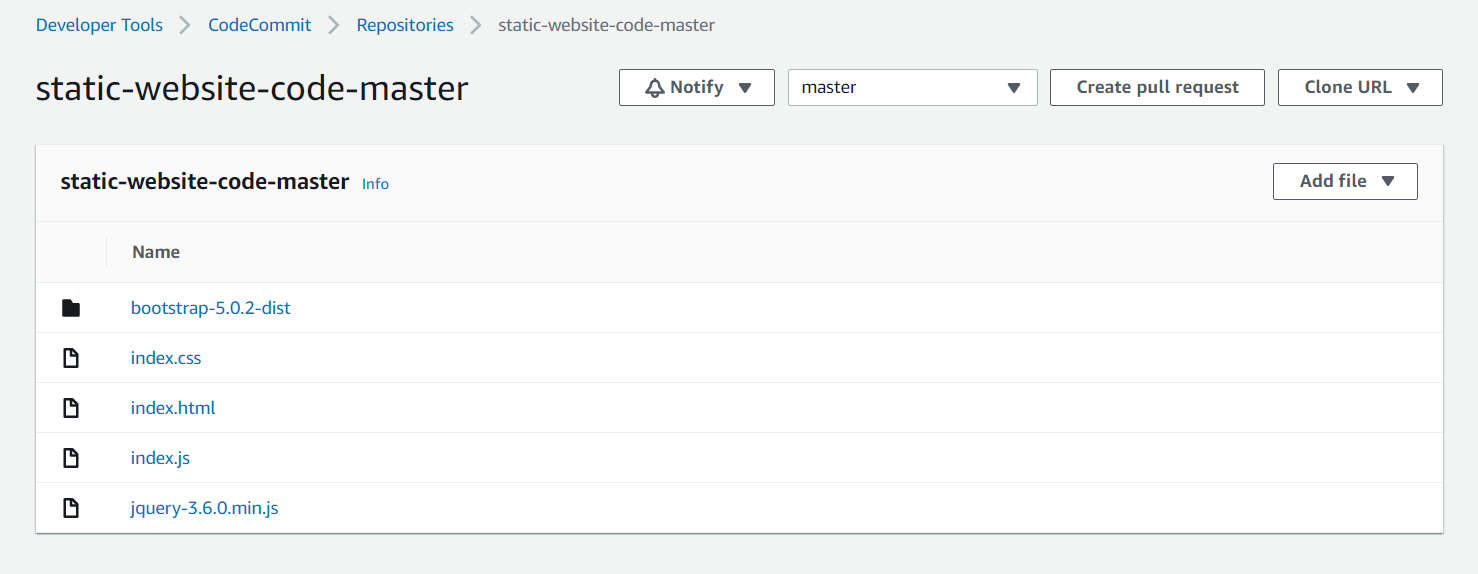 Developer Tools CodeCommit Repositories static-website-code-master
static-website-code-master Notify master Create pull request Clone URL
static-website-code-master Info Add file
Name
bootstrap-5.0.2-dist
index.css
index.html
index.js
jquery-3.6.0.min.js